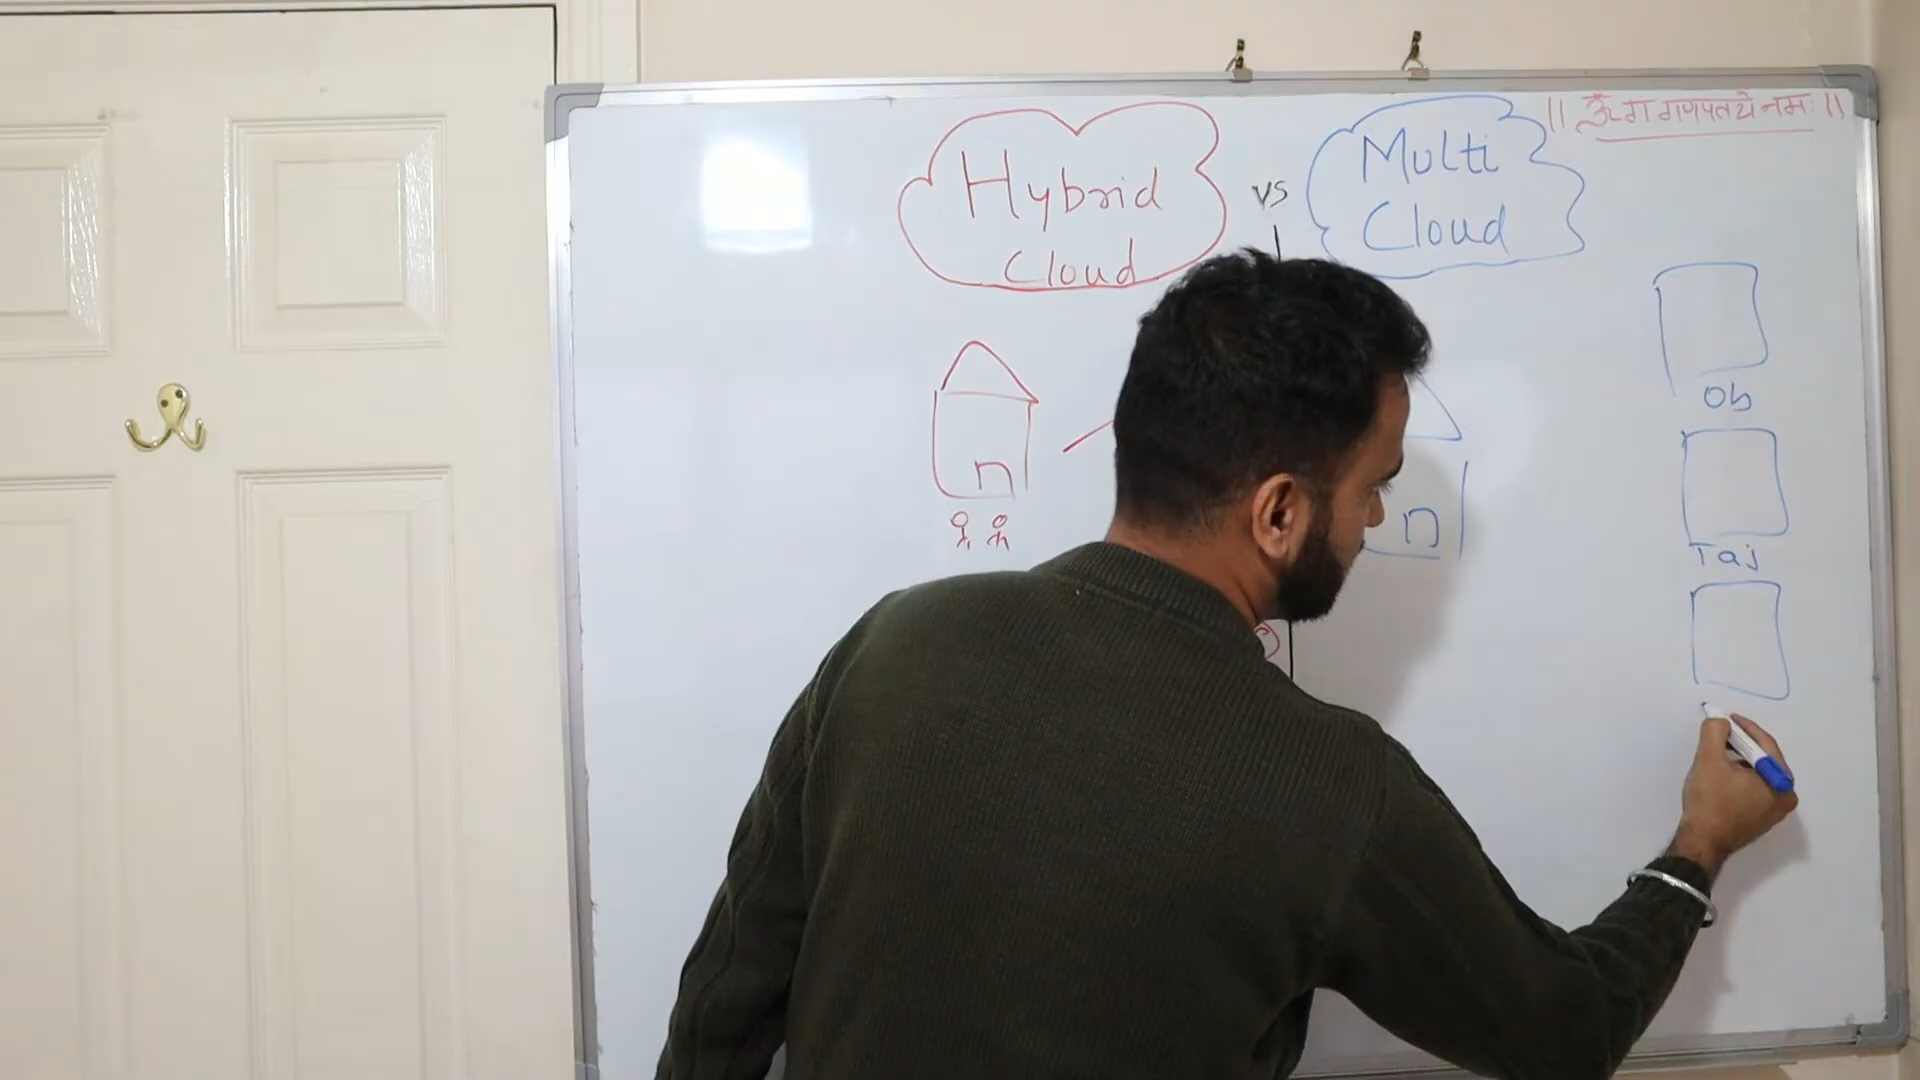 ॥ ॐ गं गणपतये नमः ॥
Hybrid
Cloud
vs
Multi
Cloud
Ob
Taj